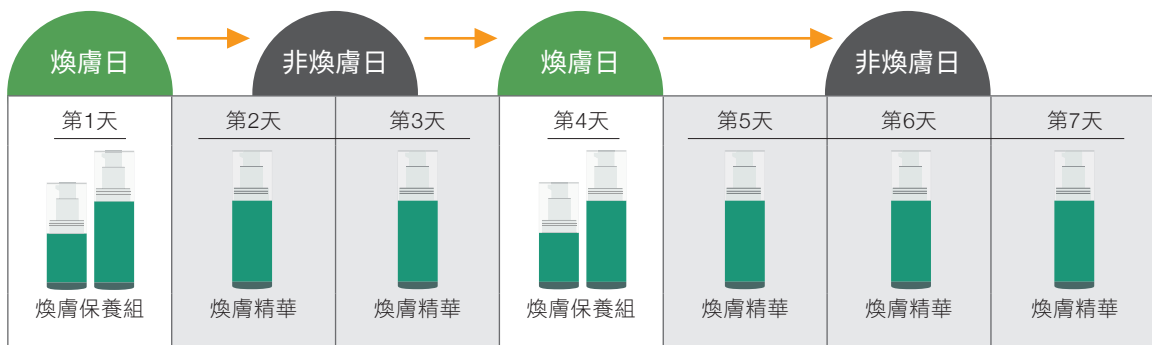 煥膚日
非煥膚日
煥膚日
非煥膚日
第1天
第2天
第3天
第4天
第5天
第6天
第7天
煥膚保養組
煥膚精華
煥膚精華
煥膚保養組
煥膚精華
煥膚精華
煥膚精華